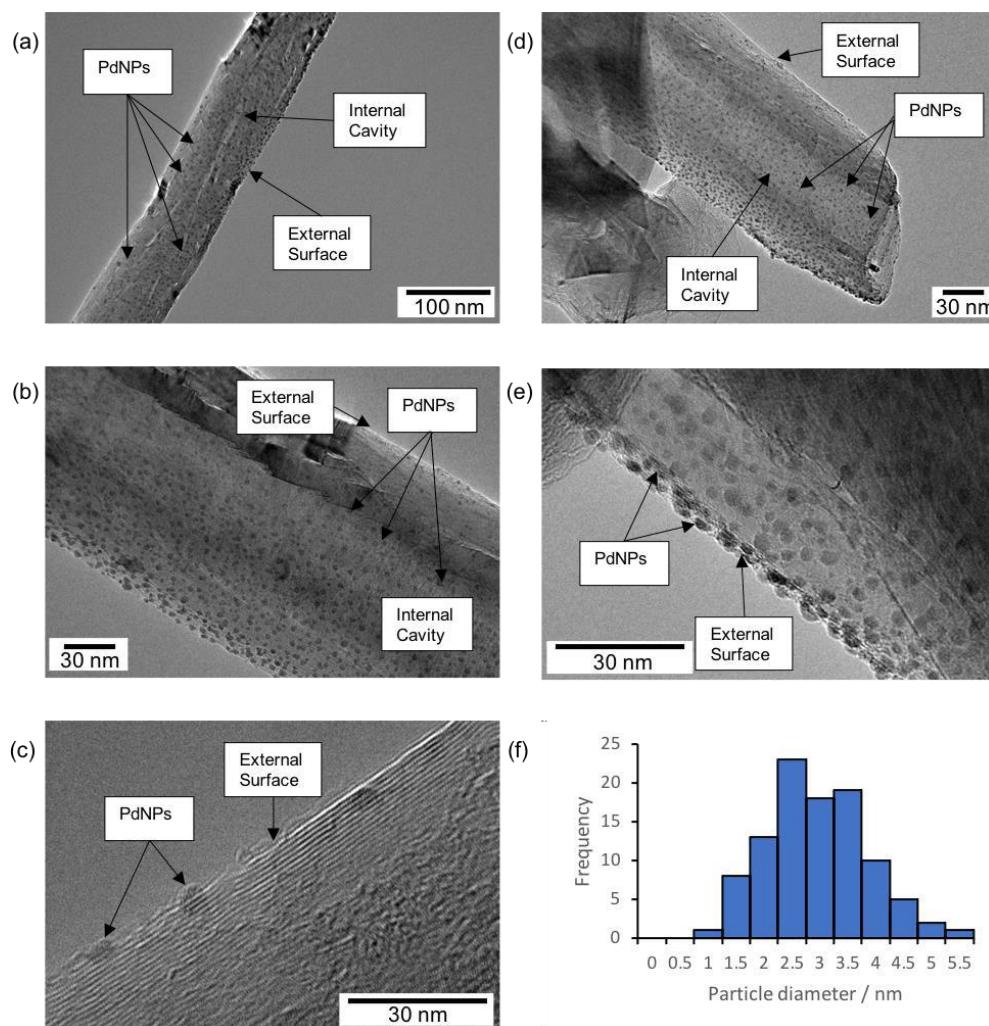 (a)
PdNPs
Internal
Cavity
External
Surface
100 nm
(d)
External
Surface
PdNPs
Internal
Cavity
30 nm
(b)
External
Surface
PdNPs
Internal
Cavity
30 nm
(e)
PdNPs
External
Surface
30 nm
(c)
External
Surface
PdNPs
30 nm
(f)
25
20
15
10
5
0
Frequency
0 0.5 1 1.5 2 2.5 3 3.5 4 4.5 5 5.5
Particle diameter / nm